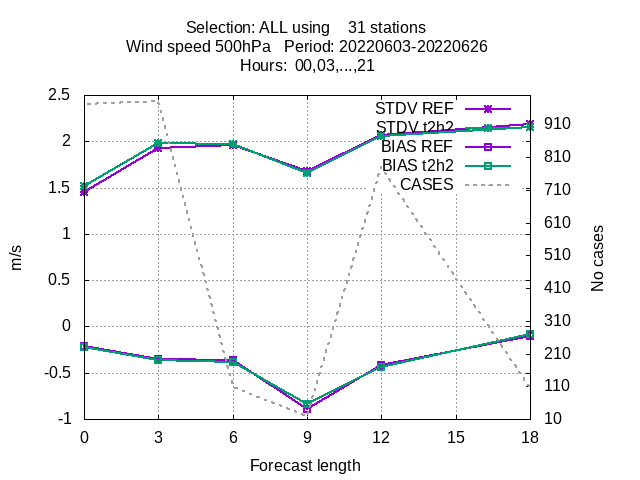 Selection: ALL using 31 stations
Wind speed 500hPa Period: 20220603-20220626
Hours: 00,03,...,21
STDV REF
STDV t2h2
BIAS REF
BIAS t2h2
CASES
2.5
2
1.5
1
0.5
0
-0.5
-1
910
810
710
610
510
410
310
210
110
10
m/s
No cases
0 3 6 9 12 15 18
Forecast length